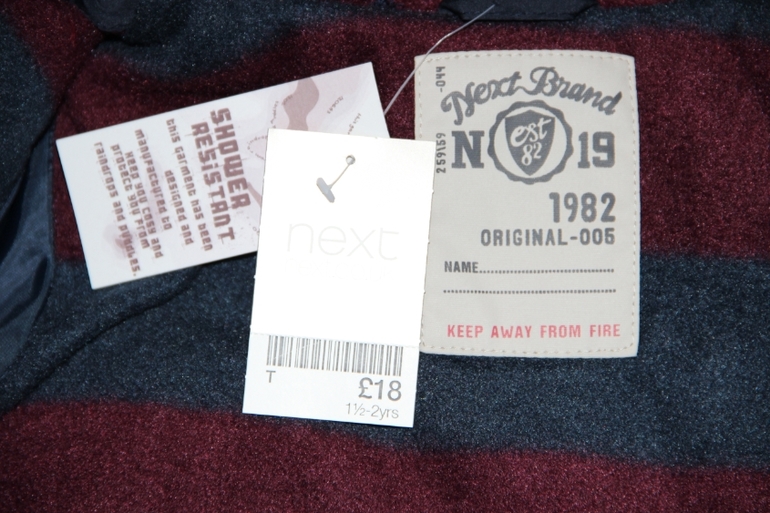 SHOWER
RESISTANT
this garment has been
designed and
manufactured to
keep you cosy and
protect you from
raindrops and puddles.
next
T
£18
1½-2yrs
259159
-044
Next Brand
N
est
82
19
1982
ORIGINAL-005
NAME
KEEP AWAY FROM FIRE